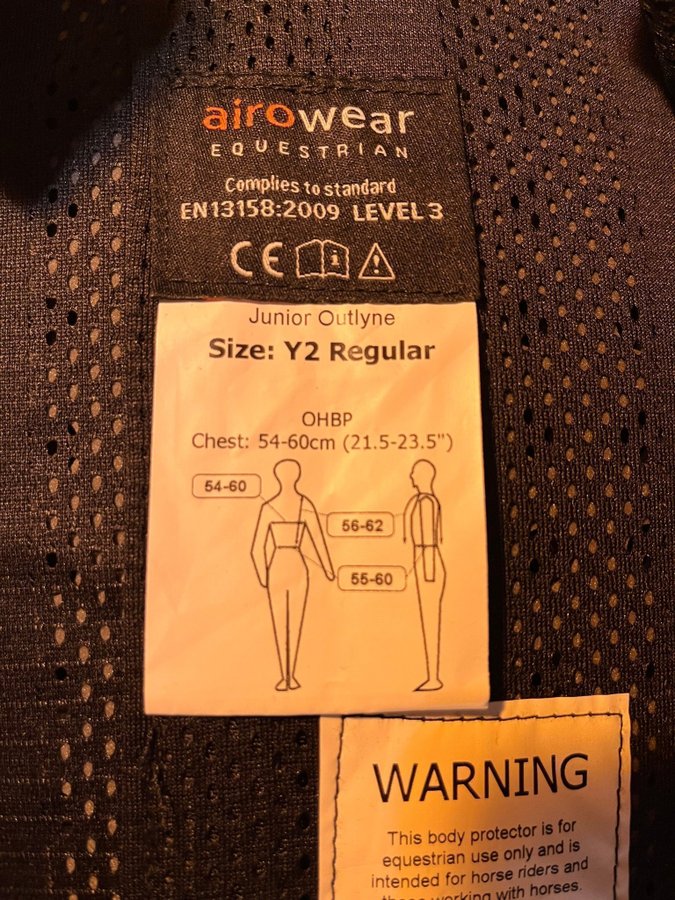 airowear
EQUESTRIAN
Complies to standard
EN13158:2009 LEVEL 3
CE
Junior Outlyne
Size: Y2 Regular
OHBP
Chest: 54-60cm (21.5-23.5")
54-60
56-62
55-60
WARNING
This body protector is for
equestrian use only and is
intended for horse riders and
those working with horses.